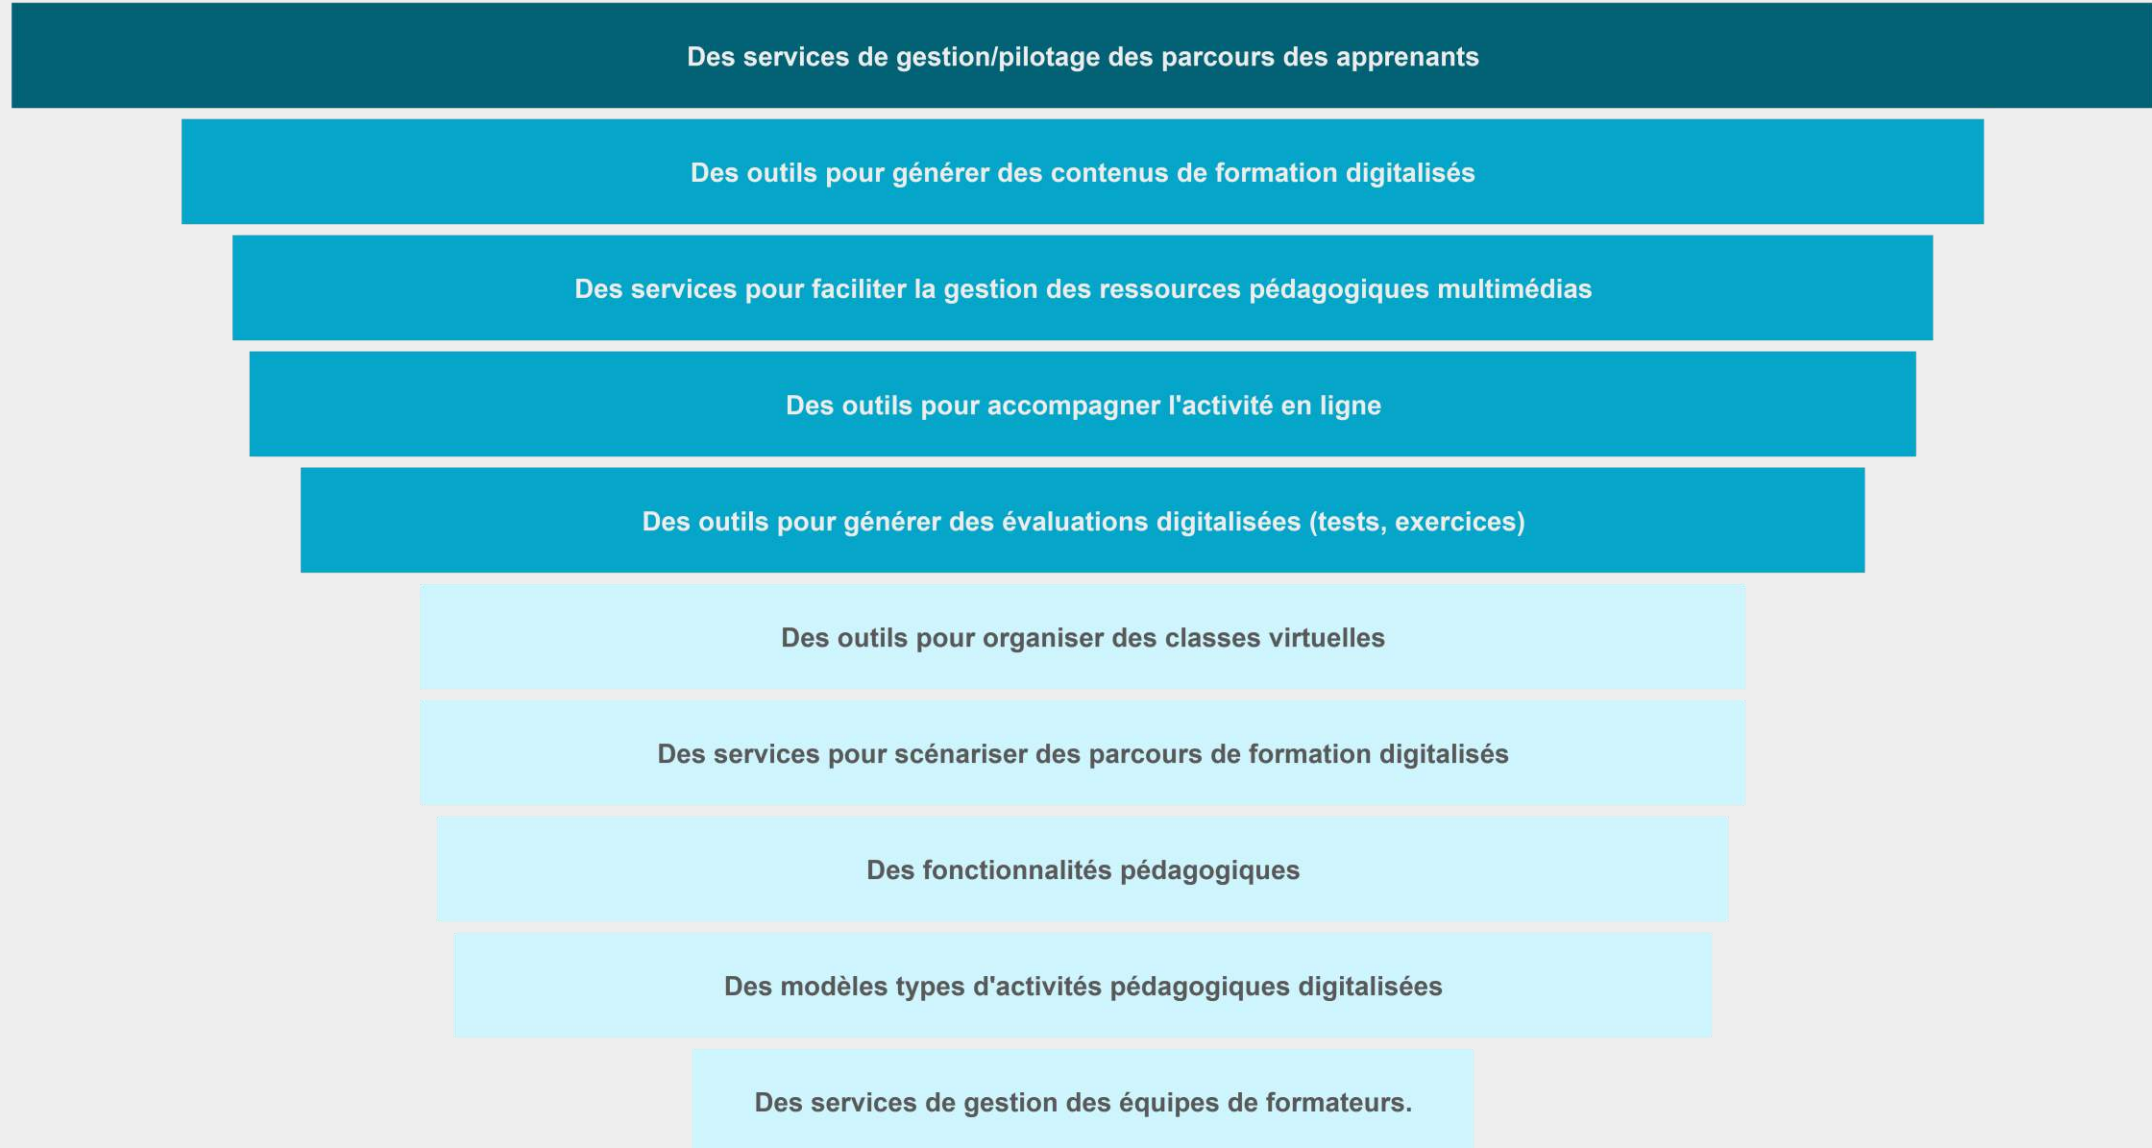 Des services de gestion/pilotage des parcours des apprenants
Des outils pour générer des contenus de formation digitalisés
Des services pour faciliter la gestion des ressources pédagogiques multimédias
Des outils pour accompagner l'activité en ligne
Des outils pour générer des évaluations digitalisées (tests, exercices)
Des outils pour organiser des classes virtuelles
Des services pour scénariser des parcours de formation digitalisés
Des fonctionnalités pédagogiques
Des modèles types d'activités pédagogiques digitalisées
Des services de gestion des équipes de formateurs.